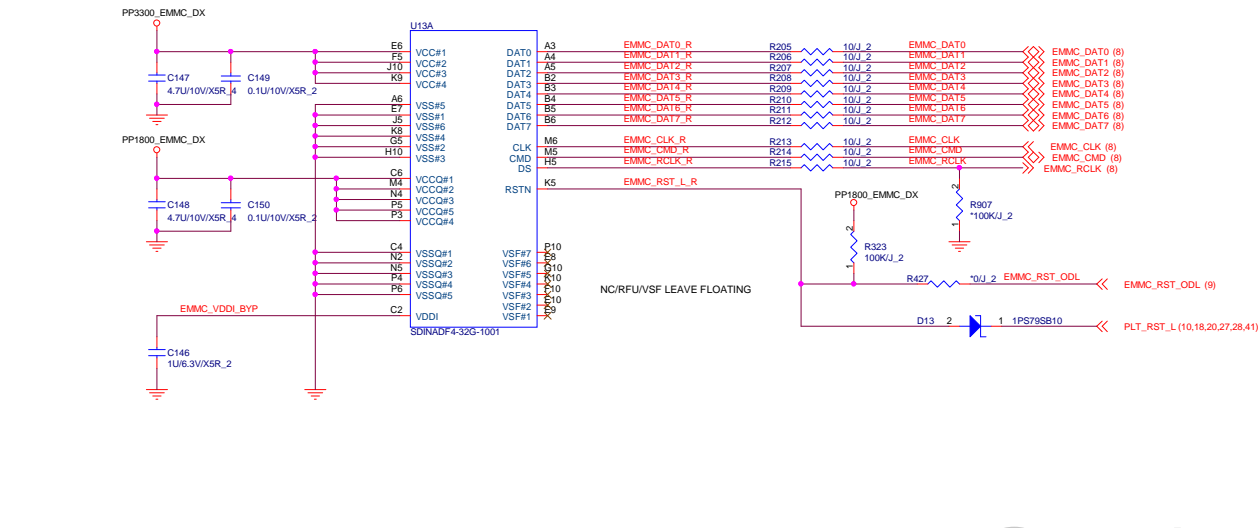 PP3300_EMMC_DX
C147
4.7U/10V/X5R_4
C149
0.1U/10V/X5R_2
PP1800_EMMC_DX
C148
4.7U/10V/X5R_4
C150
0.1U/10V/X5R_2
EMMC_VDDI_BYP
C146
1U/6.3V/X5R_2
U13A
E6 VCC#1
F5 VCC#2
J10 VCC#3
K9 VCC#4
A6 VSS#5
E7 VSS#1
J5 VSS#6
K8 VSS#4
G5 VSS#2
H10 VSS#3
C6 VCCQ#1
M4 VCCQ#2
N4 VCCQ#3
P5 VCCQ#5
P3 VCCQ#4
C4 VSSQ#1
N2 VSSQ#2
N5 VSSQ#3
P4 VSSQ#4
P6 VSSQ#5
C2 VDDI
SDINADF4-32G-1001
DAT0 A3 EMMC_DAT0_R R205 10/J_2 EMMC_DAT0 EMMC_DAT0 (8)
DAT1 A4 EMMC_DAT1_R R206 10/J_2 EMMC_DAT1 EMMC_DAT1 (8)
DAT2 A5 EMMC_DAT2_R R207 10/J_2 EMMC_DAT2 EMMC_DAT2 (8)
DAT3 B2 EMMC_DAT3_R R208 10/J_2 EMMC_DAT3 EMMC_DAT3 (8)
DAT4 B3 EMMC_DAT4_R R209 10/J_2 EMMC_DAT4 EMMC_DAT4 (8)
DAT5 B4 EMMC_DAT5_R R210 10/J_2 EMMC_DAT5 EMMC_DAT5 (8)
DAT6 B5 EMMC_DAT6_R R211 10/J_2 EMMC_DAT6 EMMC_DAT6 (8)
DAT7 B6 EMMC_DAT7_R R212 10/J_2 EMMC_DAT7 EMMC_DAT7 (8)
CLK M6 EMMC_CLK_R R213 10/J_2 EMMC_CLK EMMC_CLK (8)
CMD M5 EMMC_CMD_R R214 10/J_2 EMMC_CMD EMMC_CMD (8)
DS H5 EMMC_RCLK_R R215 10/J_2 EMMC_RCLK EMMC_RCLK (8)
RSTN K5 EMMC_RST_L_R
VSF#7 P10
VSF#6 E8
VSF#5 G10
VSF#4 K10
VSF#3 F10
VSF#2 E10
VSF#1 E9
NC/RFU/VSF LEAVE FLOATING
PP1800_EMMC_DX
2
R323
100K/J_2
1
2
R907
*100K/J_2
1
R427 *0/J_2 EMMC_RST_ODL EMMC_RST_ODL (9)
D13 2 1 1PS79SB10 PLT_RST_L (10,18,20,27,28,41)